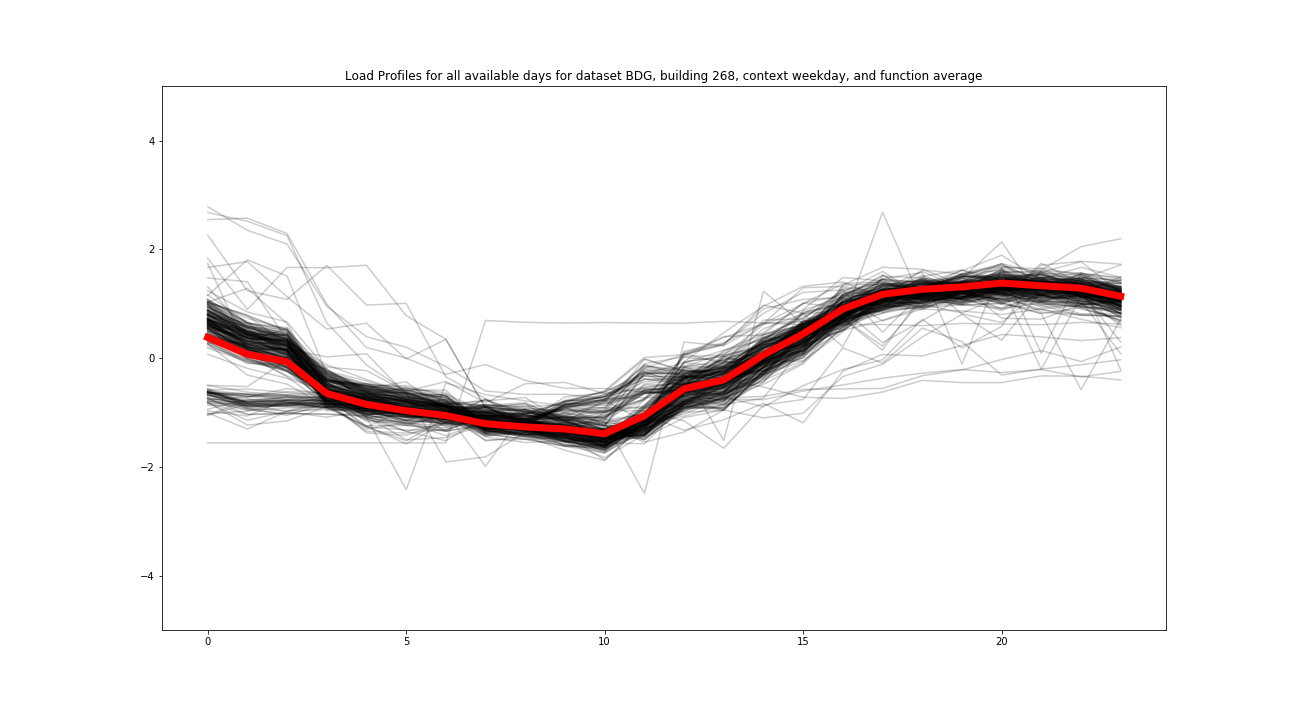 Load Profiles for all available days for dataset BDG, building 268, context weekday, and function average
4
2
0
−2
−4
0 5 10 15 20